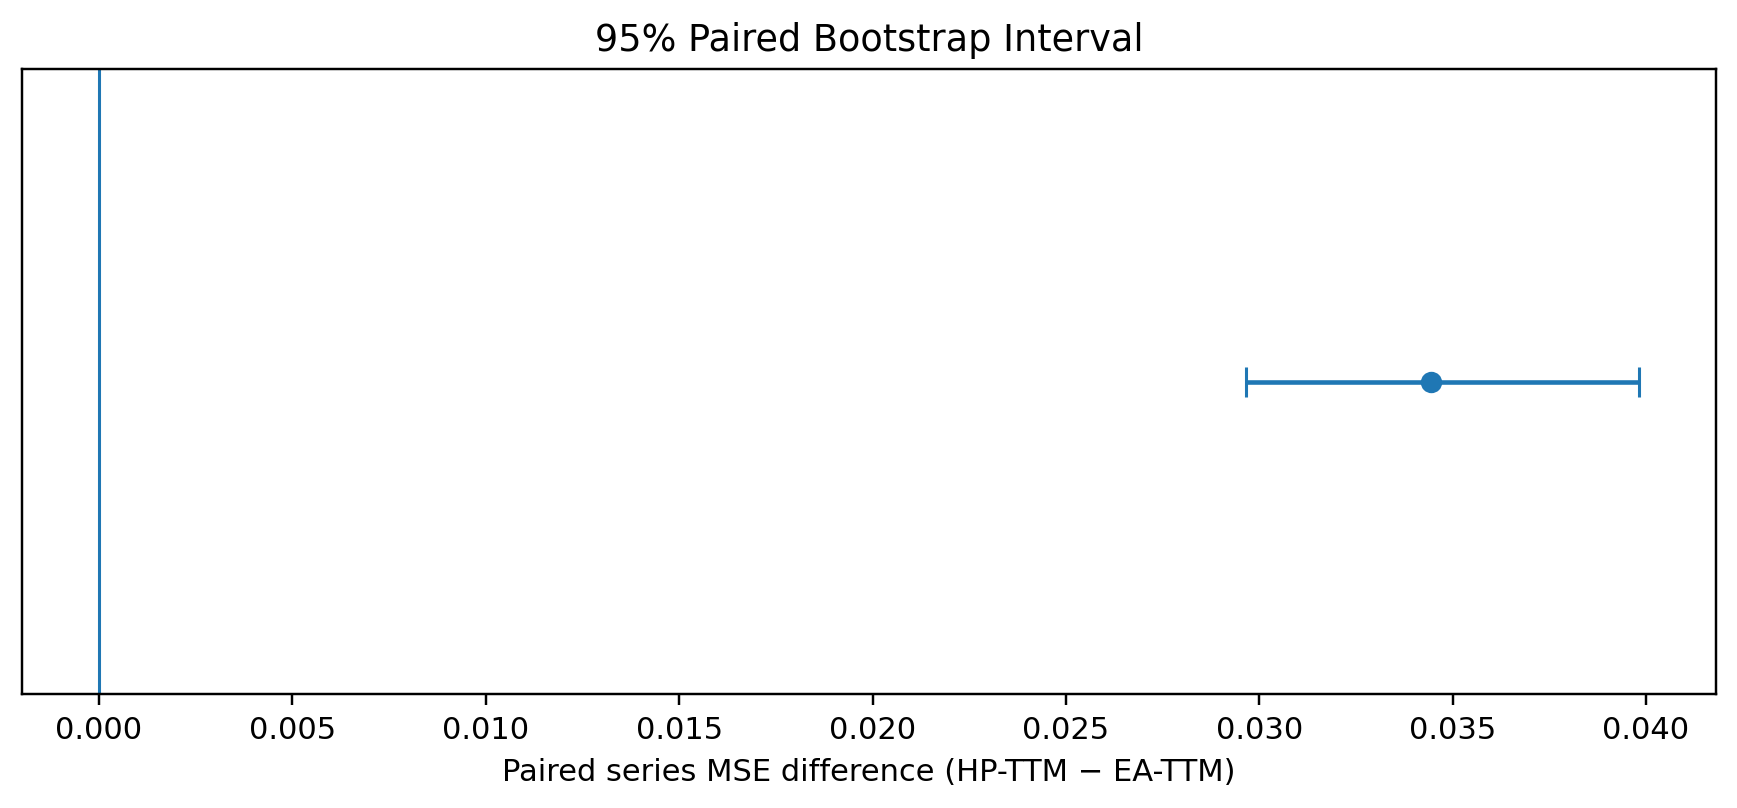 95% Paired Bootstrap Interval
0.000 0.005 0.010 0.015 0.020 0.025 0.030 0.035 0.040
Paired series MSE difference (HP-TTM − EA-TTM)